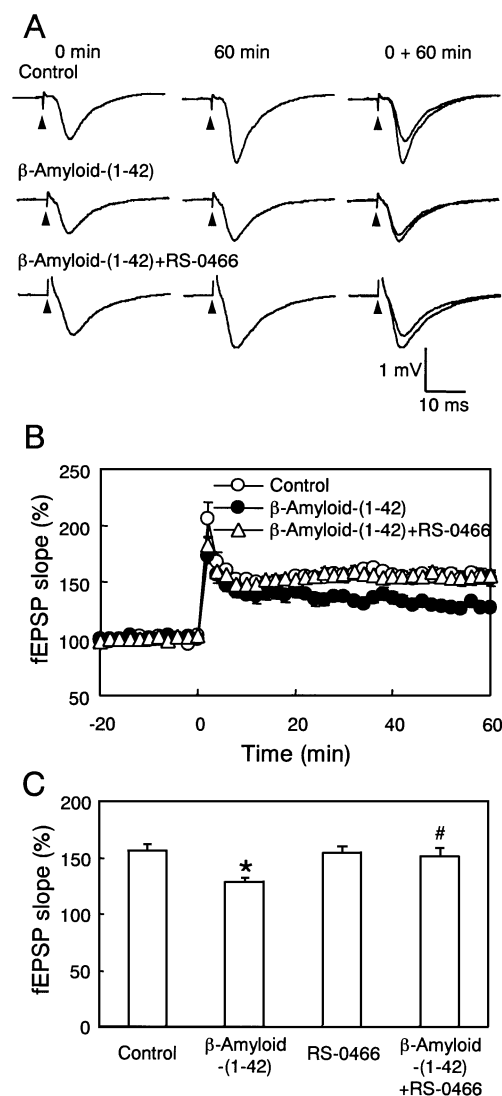 A
0 min 60 min 0 + 60 min
Control
β-Amyloid-(1-42)
β-Amyloid-(1-42)+RS-0466
1 mV
10 ms
B
250
200
150
100
50
fEPSP slope (%)
Control
β-Amyloid-(1-42)
β-Amyloid-(1-42)+RS-0466
-20 0 20 40 60
Time (min)
C
200
150
100
50
0
fEPSP slope (%)
*
#
Control
β-Amyloid
-(1-42)
RS-0466
β-Amyloid
-(1-42)
+RS-0466